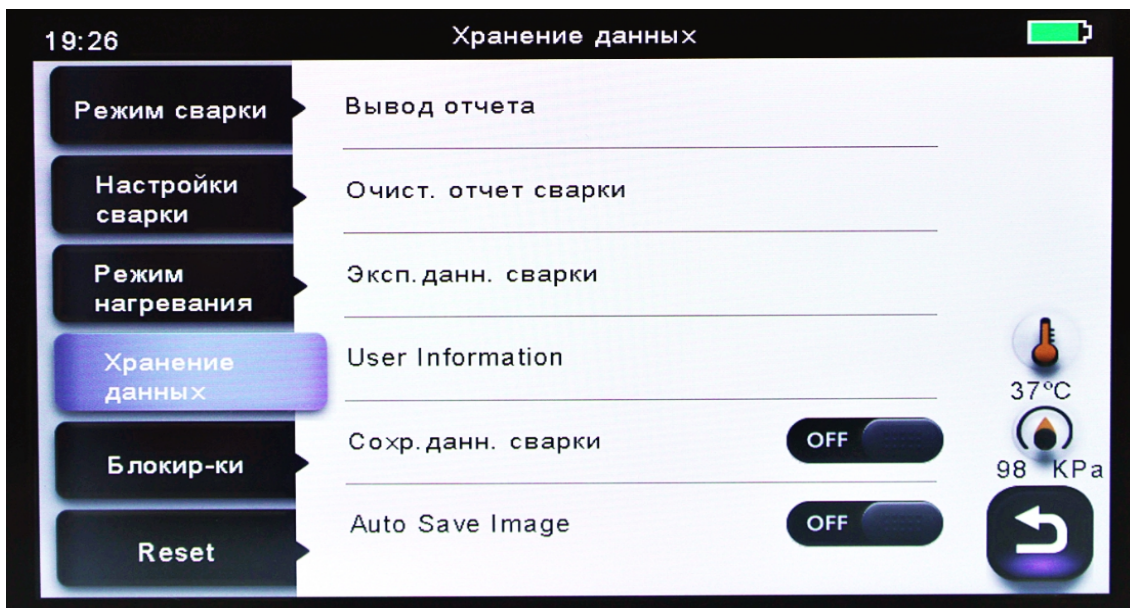 19:26
Хранение данных
Режим сварки
Настройки
сварки
Режим
нагревания
Хранение
данных
Блокир-ки
Reset
Вывод отчета
Очист. отчет сварки
Эксп.данн. сварки
User Information
Сохр.данн. сварки
OFF
Auto Save Image
OFF
37°C
98 KPa